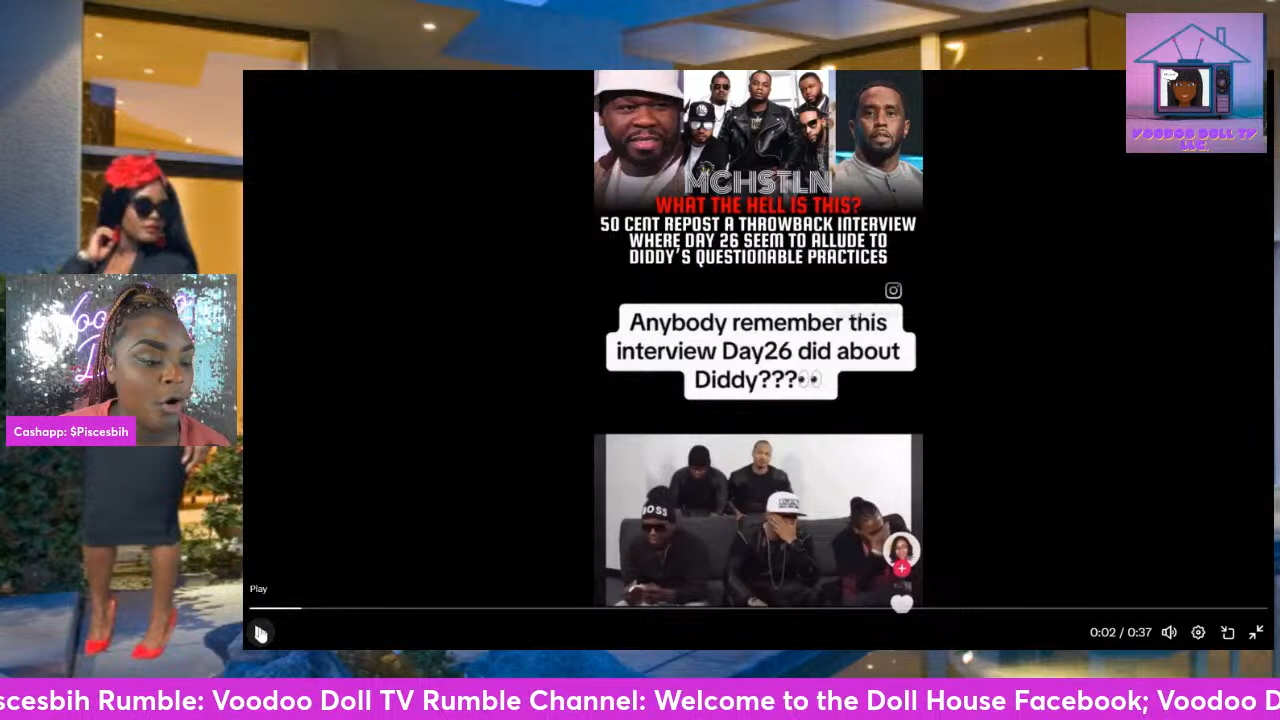 VOODOO DOLL TV
LLC.
MCHSTLN
WHAT THE HELL IS THIS?
50 CENT REPOST A THROWBACK INTERVIEW
WHERE DAY 26 SEEM TO ALLUDE TO
DIDDY'S QUESTIONABLE PRACTICES
Anybody remember this
interview Day26 did about
Diddy???👀
Cashapp: $Piscesbih
BOSS
Play
0:02 / 0:37
scesbih Rumble: Voodoo Doll TV Rumble Channel: Welcome to the Doll House Facebook; Voodoo D